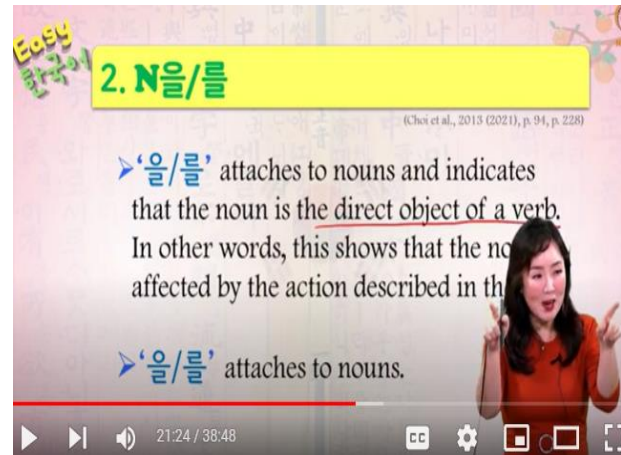 Easy
한국어
2. N을/를
(Choi et al., 2013 (2021), p. 94, p. 228)
➢‘을/를’ attaches to nouns and indicates
that the noun is the direct object of a verb.
In other words, this shows that the
affected by the action described in
➢‘을/를’ attaches to nouns.
21:24 / 38:48
CC